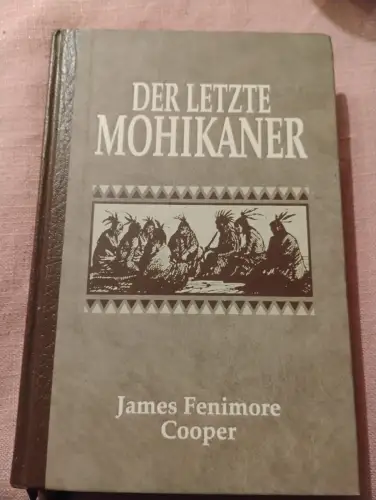 DER LETZTE
MOHIKANER
James Fenimore
Cooper